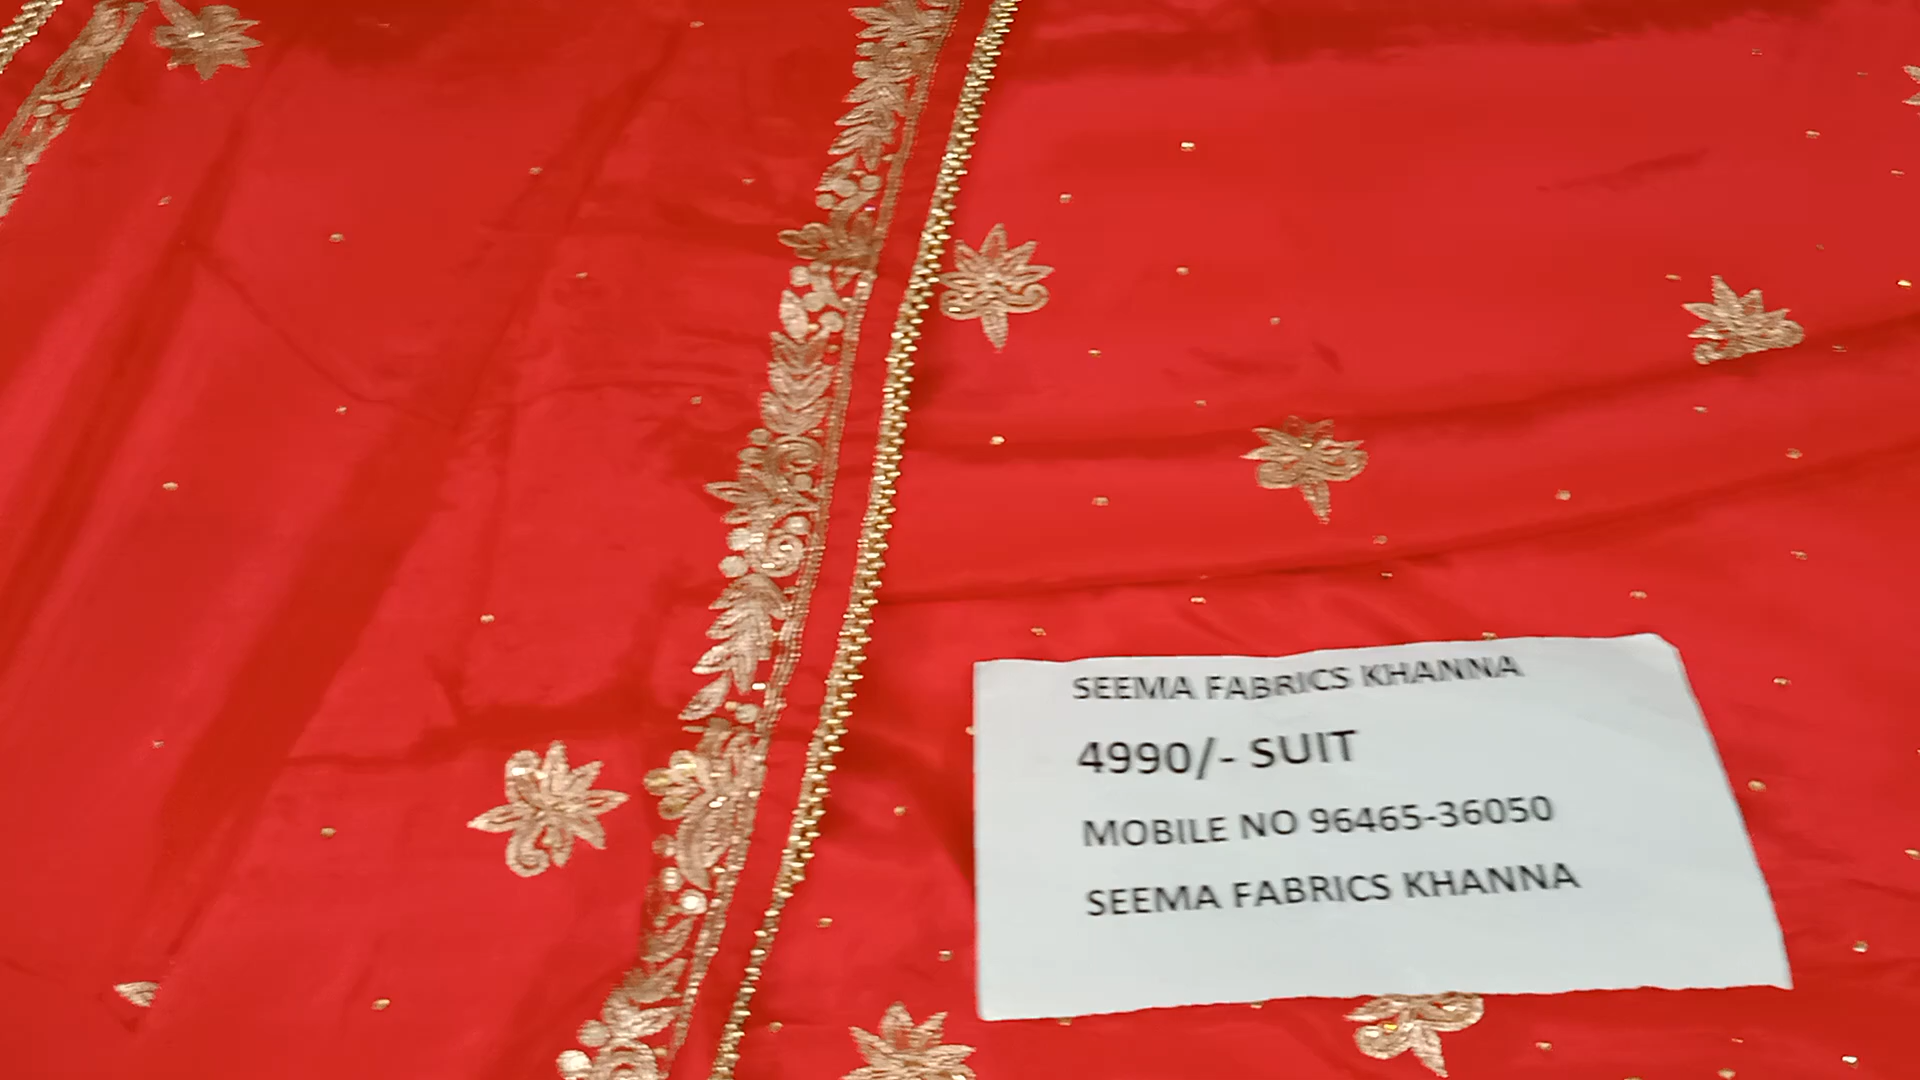 SEEMA FABRICS KHANNA
4990/- SUIT
MOBILE NO 96465-36050
SEEMA FABRICS KHANNA